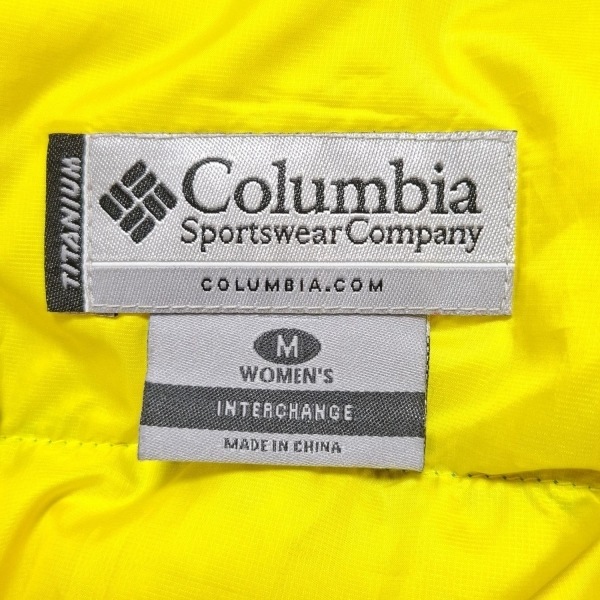 TITANIUM
Columbia
Sportswear Company
COLUMBIA.COM
M
WOMEN'S
INTERCHANGE
MADE IN CHINA